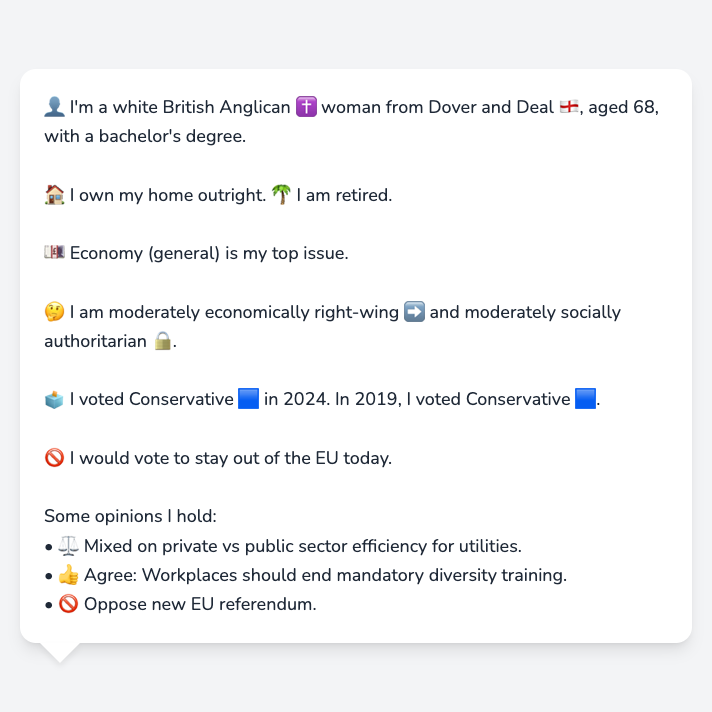 👤 I'm a white British Anglican ✝️ woman from Dover and Deal 🏴󠁧󠁢󠁥󠁮󠁧󠁿, aged 68,
with a bachelor's degree.
🏠 I own my home outright. 🌴 I am retired.
💷 Economy (general) is my top issue.
🤔 I am moderately economically right-wing ➡️ and moderately socially
authoritarian 🔒.
🗳️ I voted Conservative 🟦 in 2024. In 2019, I voted Conservative 🟦.
🚫 I would vote to stay out of the EU today.
Some opinions I hold:
• ⚖️ Mixed on private vs public sector efficiency for utilities.
• 👍 Agree: Workplaces should end mandatory diversity training.
• 🚫 Oppose new EU referendum.